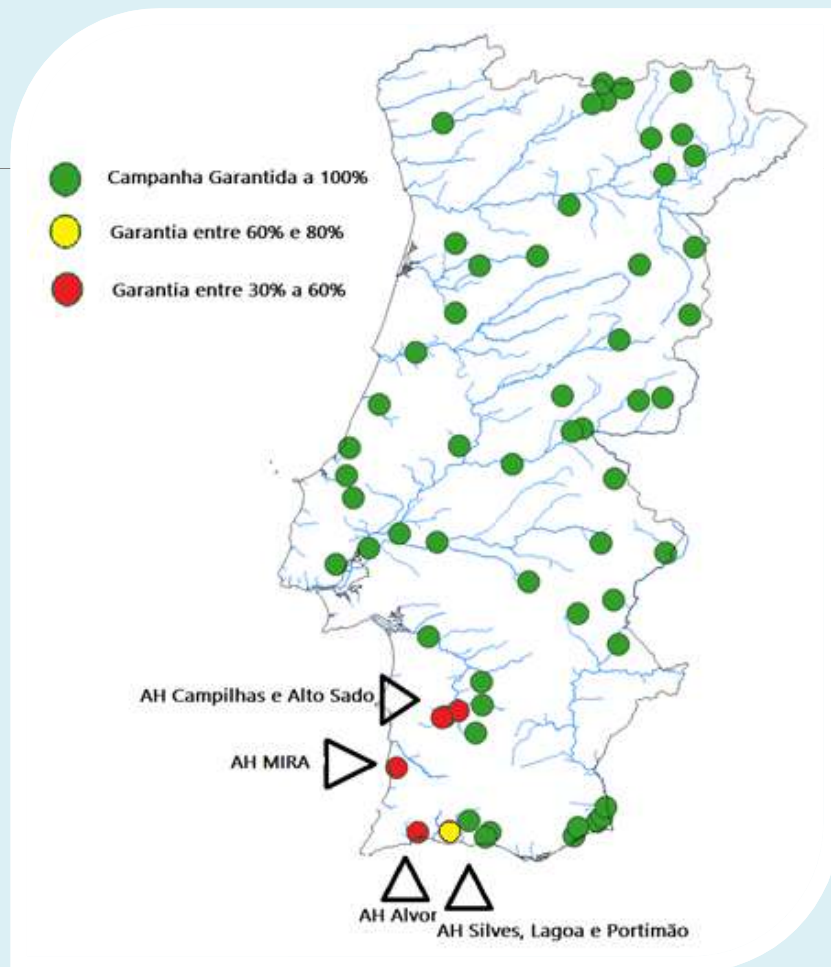 Campanha Garantida a 100%
Garantia entre 60% e 80%
Garantia entre 30% a 60%
AH Campilhas e Alto Sado
AH MIRA
AH Alvor
AH Silves, Lagoa e Portimão